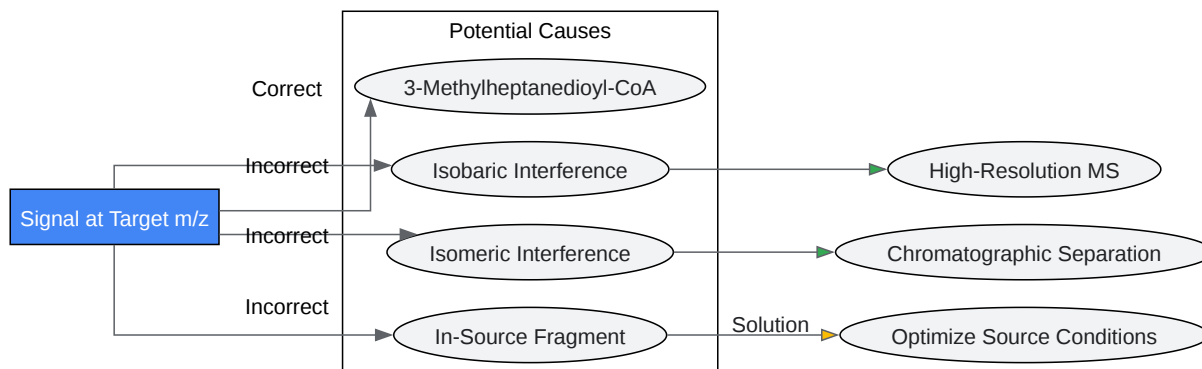 Potential Causes
Correct
3-Methylheptanedioyl-CoA
Incorrect
Isobaric Interference
High-Resolution MS
Signal at Target m/z
Incorrect
Isomeric Interference
Chromatographic Separation
Incorrect
In-Source Fragment
Solution
Optimize Source Conditions